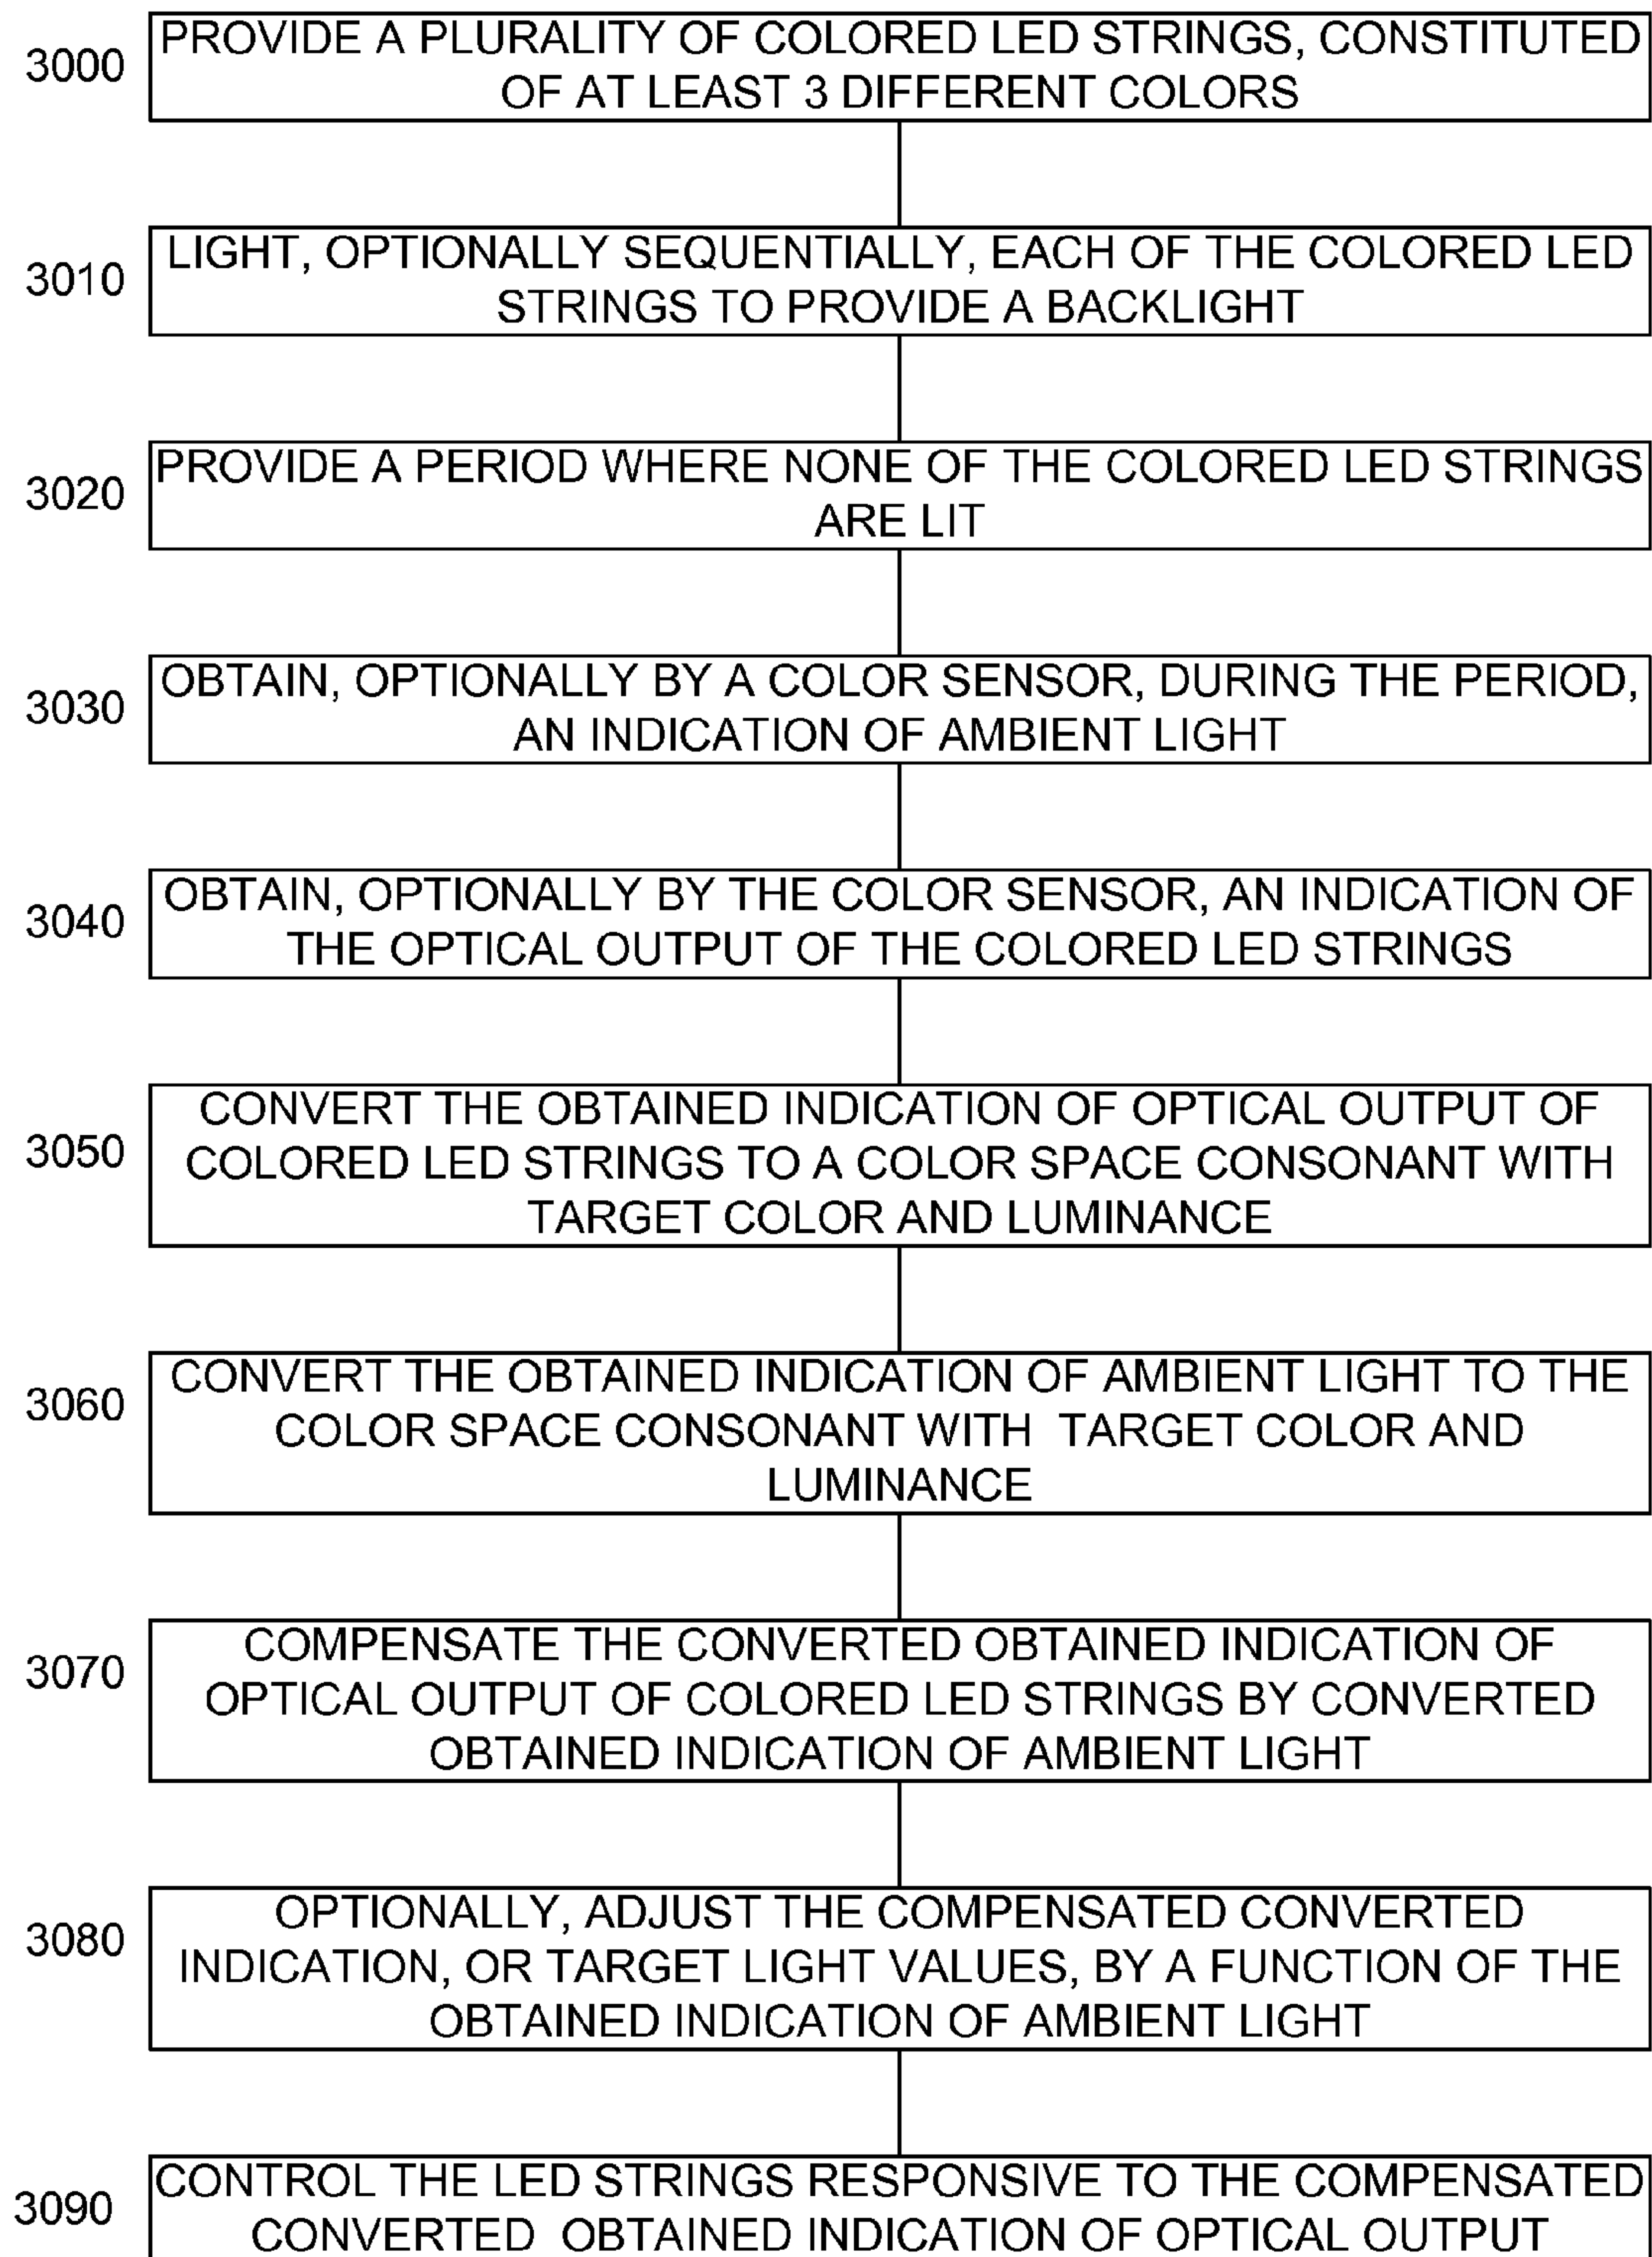 3000
PROVIDE A PLURALITY OF COLORED LED STRINGS, CONSTITUTED
OF AT LEAST 3 DIFFERENT COLORS
3010
LIGHT, OPTIONALLY SEQUENTIALLY, EACH OF THE COLORED LED
STRINGS TO PROVIDE A BACKLIGHT
3020
PROVIDE A PERIOD WHERE NONE OF THE COLORED LED STRINGS
ARE LIT
3030
OBTAIN, OPTIONALLY BY A COLOR SENSOR, DURING THE PERIOD,
AN INDICATION OF AMBIENT LIGHT
3040
OBTAIN, OPTIONALLY BY THE COLOR SENSOR, AN INDICATION OF
THE OPTICAL OUTPUT OF THE COLORED LED STRINGS
3050
CONVERT THE OBTAINED INDICATION OF OPTICAL OUTPUT OF
COLORED LED STRINGS TO A COLOR SPACE CONSONANT WITH
TARGET COLOR AND LUMINANCE
3060
CONVERT THE OBTAINED INDICATION OF AMBIENT LIGHT TO THE
COLOR SPACE CONSONANT WITH TARGET COLOR AND
LUMINANCE
3070
COMPENSATE THE CONVERTED OBTAINED INDICATION OF
OPTICAL OUTPUT OF COLORED LED STRINGS BY CONVERTED
OBTAINED INDICATION OF AMBIENT LIGHT
3080
OPTIONALLY, ADJUST THE COMPENSATED CONVERTED
INDICATION, OR TARGET LIGHT VALUES, BY A FUNCTION OF THE
OBTAINED INDICATION OF AMBIENT LIGHT
3090
CONTROL THE LED STRINGS RESPONSIVE TO THE COMPENSATED
CONVERTED OBTAINED INDICATION OF OPTICAL OUTPUT